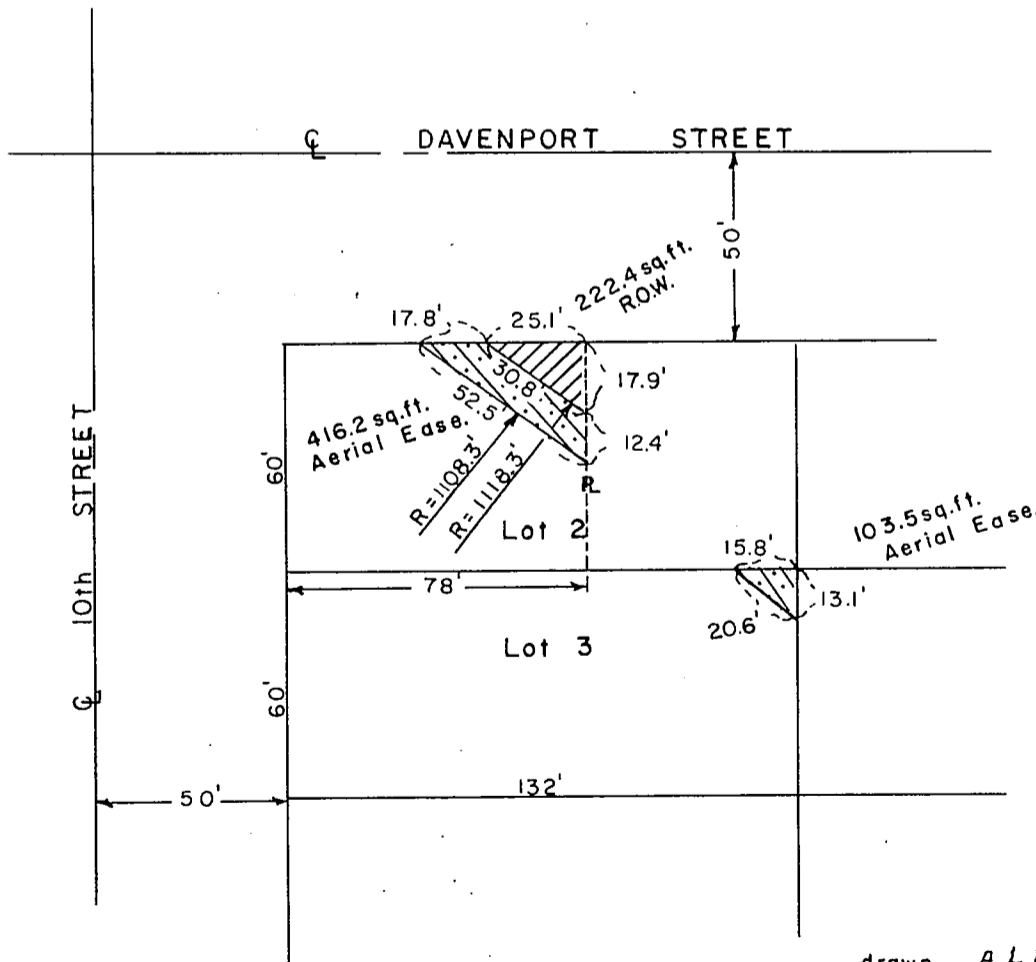 ℄ DAVENPORT STREET
50'
222.4 sq.ft.
R.O.W.
17.8'
25.1'
30.8'
17.9'
52.5'
416.2 sq.ft.
Aerial Ease.
12.4'
R=1108.3'
R=1118.3'
℄
10th STREET
60'
Lot 2
PL
78'
103.5 sq.ft.
Aerial Ease.
15.8'
13.1'
20.6'
Lot 3
60'
50'
132'
drawn A.L.